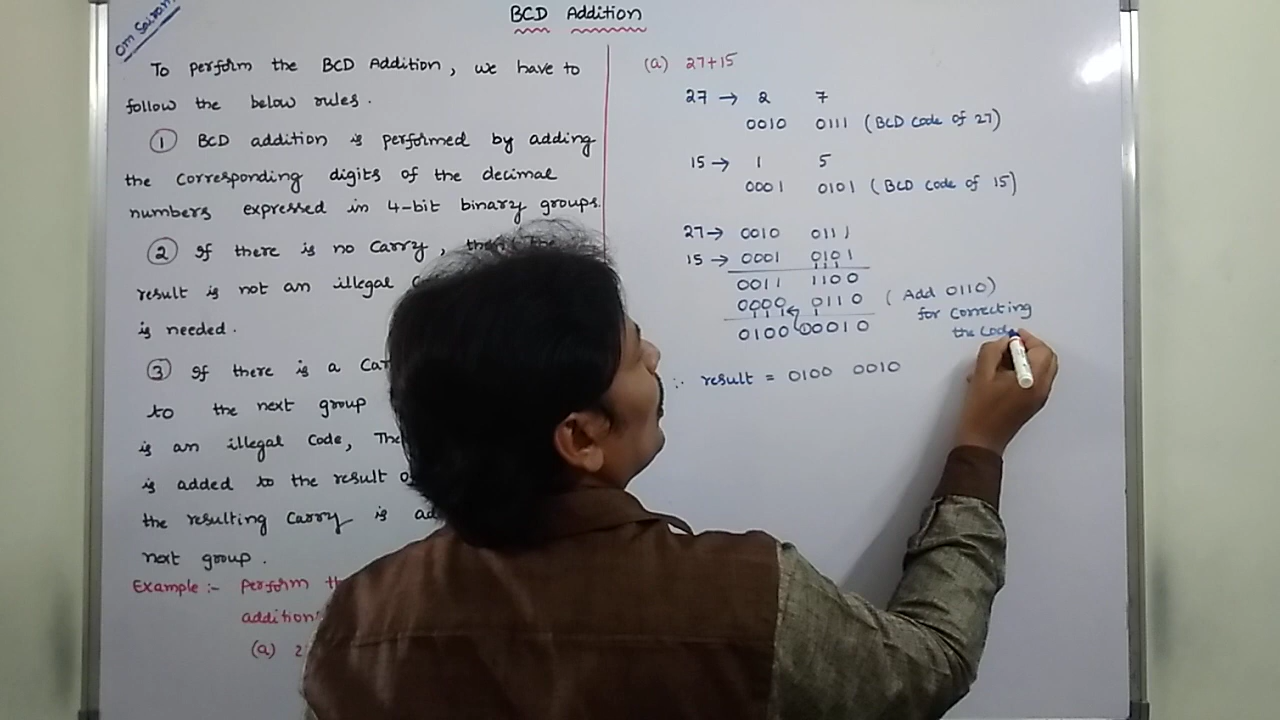 BCD Addition
Om Sairam
To perform the BCD Addition, we have to
follow the below rules.
① BCD addition is performed by adding
the corresponding digits of the decimal
numbers expressed in 4-bit binary groups.
② If there is no carry, then the
result is not an illegal
is needed.
③ If there is a
to the next group
is an illegal code, The
is added to the result
the resulting carry is
next group.
Example :- Perform
addition
(a) 2
(a) 27+15
27 → 2 7
0010 0111 (BCD code of 27)
15 → 1 5
0001 0101 (BCD code of 15)
27 → 0010 0111
15 → 0001 0101
0011 1100
0000 0110 (Add 0110)
for correcting
0100 ①0010 the
∴ result = 0100 0010